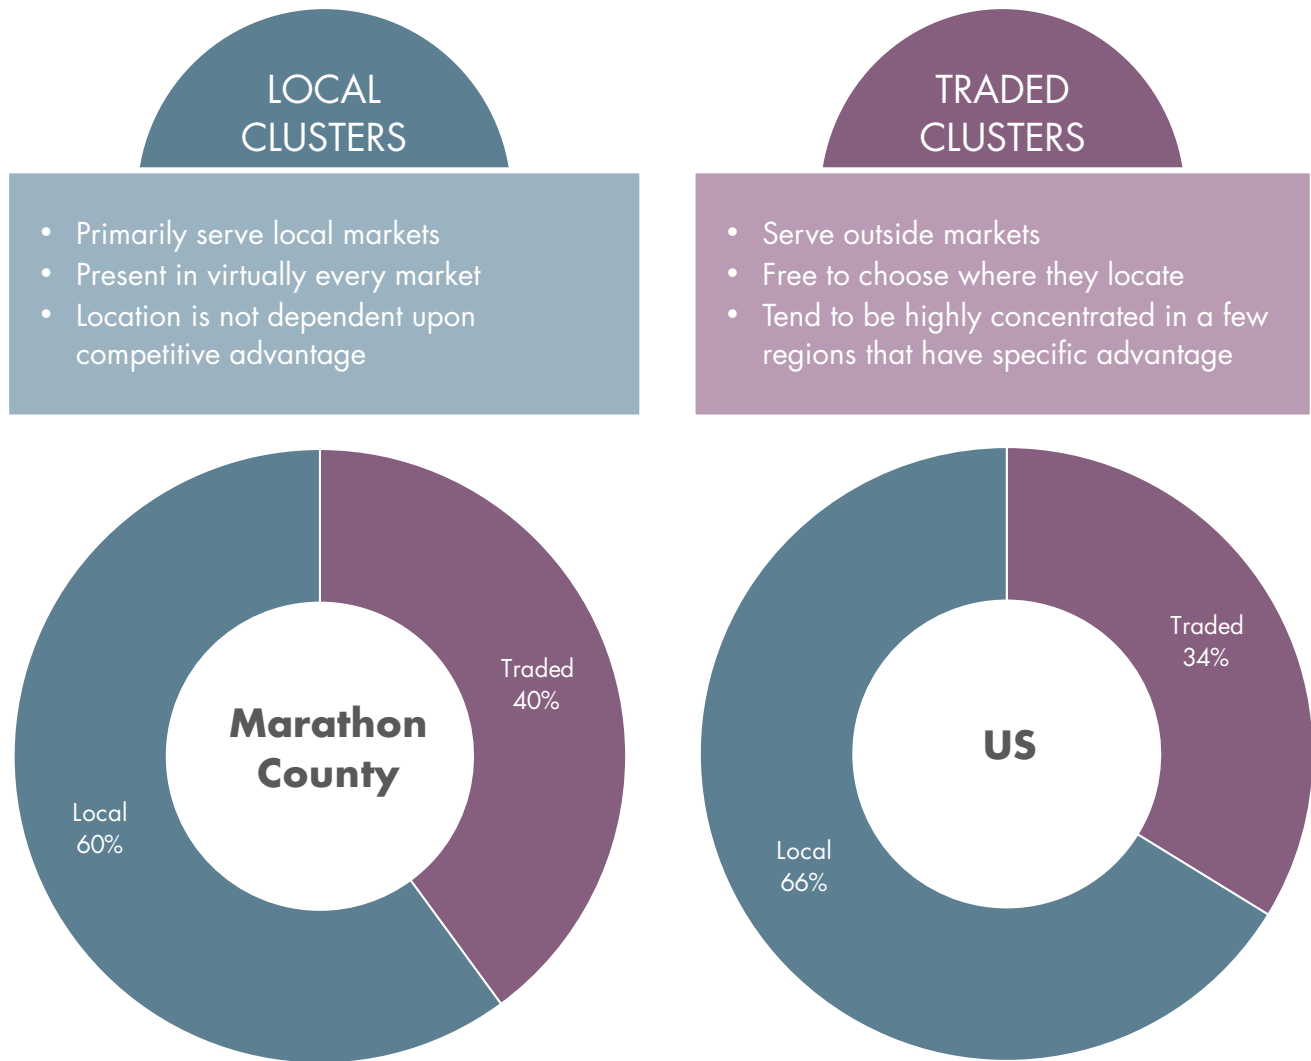 LOCAL
CLUSTERS
• Primarily serve local markets
• Present in virtually every market
• Location is not dependent upon
competitive advantage
TRADED
CLUSTERS
• Serve outside markets
• Free to choose where they locate
• Tend to be highly concentrated in a few
regions that have specific advantage
Traded
40%
Marathon
County
Local
60%
Traded
34%
US
Local
66%